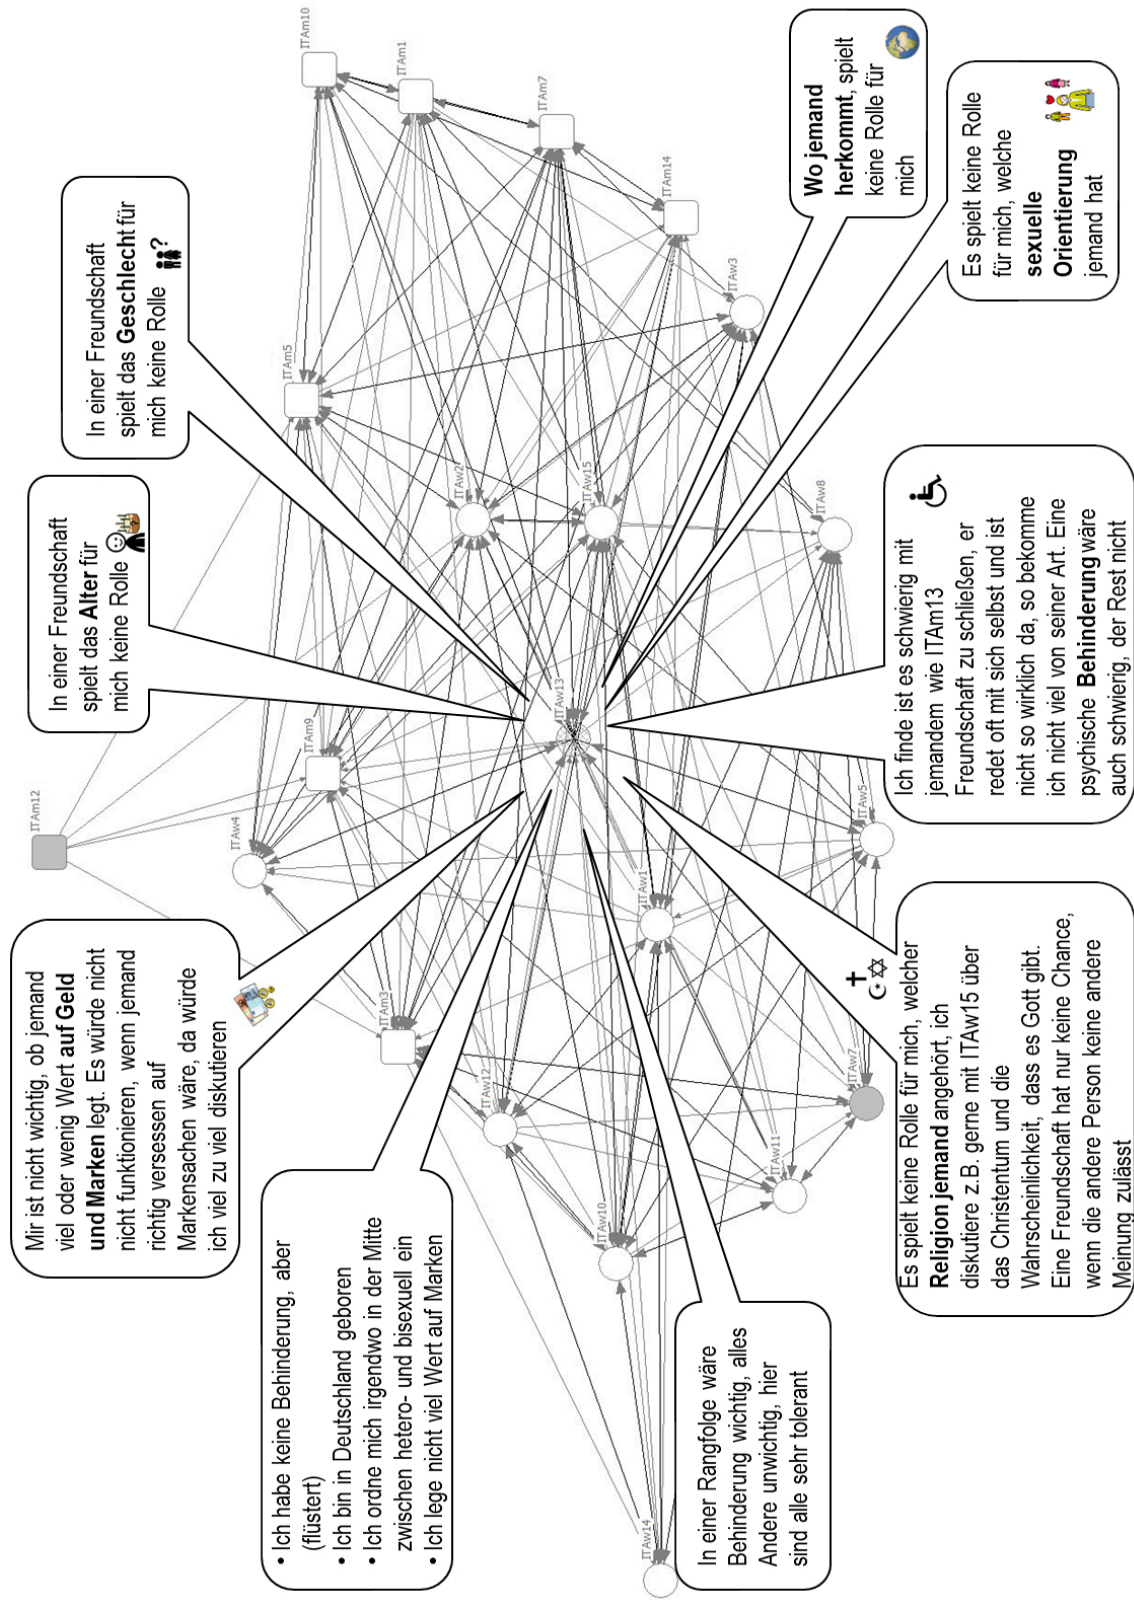 Mir ist nicht wichtig, ob jemand
viel oder wenig Wert auf Geld
und Marken legt. Es würde nicht
nicht funktionieren, wenn jemand
richtig versessen auf
Markensachen wäre, da würde
ich viel zu viel diskutieren
ITAm12
In einer Freundschaft
spielt das Alter für
mich keine Rolle
In einer Freundschaft
spielt das Geschlecht für
mich keine Rolle
?
ITAw4
ITAm9
ITAm5
ITAm10
ITAm3
ITAm1
• Ich habe keine Behinderung, aber
(flüstert)
• Ich bin in Deutschland geboren
• Ich ordne mich irgendwo in der Mitte
zwischen hetero- und bisexuell ein
• Ich lege nicht viel Wert auf Marken
ITAw12
ITAw2
ITAm7
ITAw13
ITAw15
ITAw10
ITAw1
ITAm14
ITAw14
ITAw3
In einer Rangfolge wäre
Behinderung wichtig, alles
Andere unwichtig, hier
sind alle sehr tolerant
ITAw11
ITAw7
ITAw5
ITAw8
Wo jemand
herkommt, spielt
keine Rolle für
mich
Es spielt keine Rolle für mich, welcher
Religion jemand angehört, ich
diskutiere z.B. gerne mit ITAw15 über
das Christentum und die
Wahrscheinlichkeit, dass es Gott gibt.
Eine Freundschaft hat nur keine Chance,
wenn die andere Person keine andere
Meinung zulässt
Ich finde ist es schwierig mit
jemandem wie ITAm13
Freundschaft zu schließen, er
redet oft mit sich selbst und ist
nicht so wirklich da, so bekomme
ich nicht viel von seiner Art. Eine
psychische Behinderung wäre
auch schwierig, der Rest nicht
Es spielt keine Rolle
für mich, welche
sexuelle
Orientierung
jemand hat